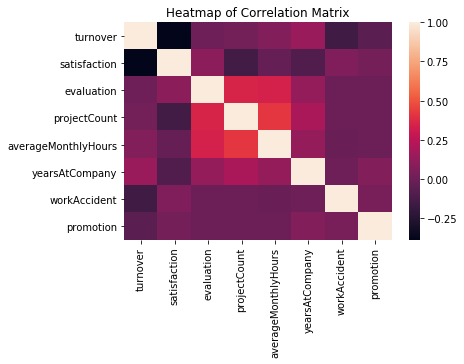 Heatmap of Correlation Matrix
turnover
satisfaction
evaluation
projectCount
averageMonthlyHours
yearsAtCompany
workAccident
promotion
turnover
satisfaction
evaluation
projectCount
averageMonthlyHours
yearsAtCompany
workAccident
promotion
1.00
0.75
0.50
0.25
0.00
−0.25